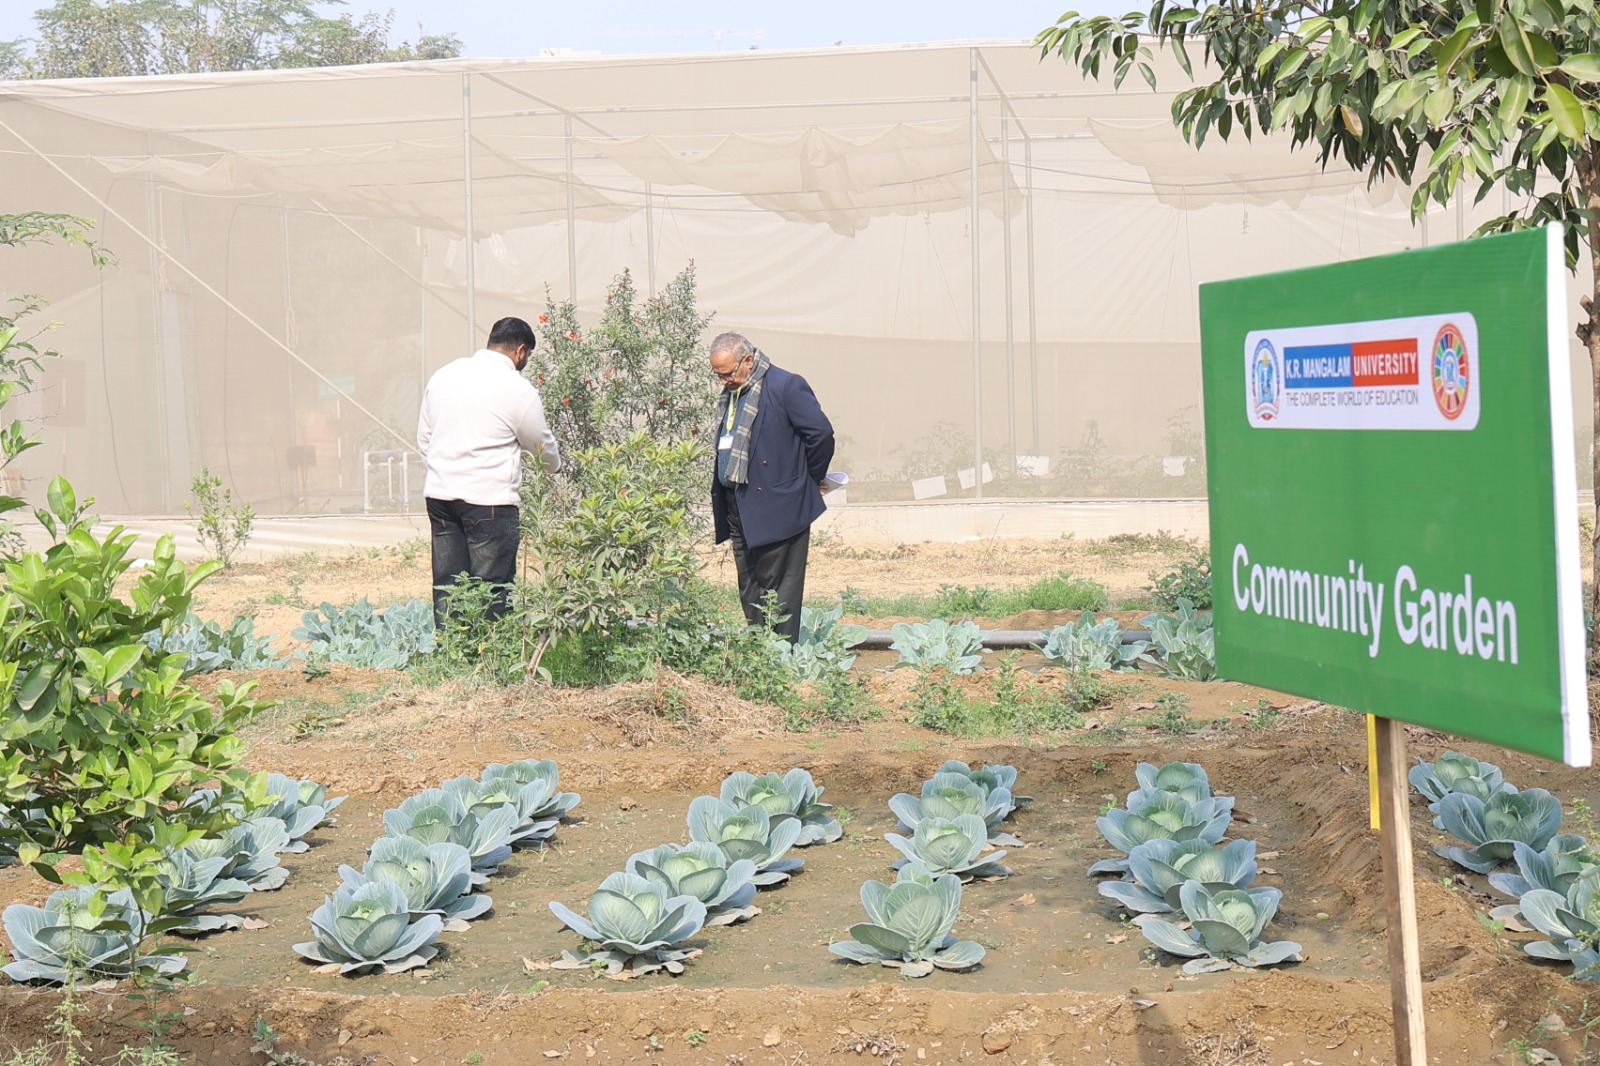 K.R. MANGALAM UNIVERSITY
THE COMPLETE WORLD OF EDUCATION
Community Garden